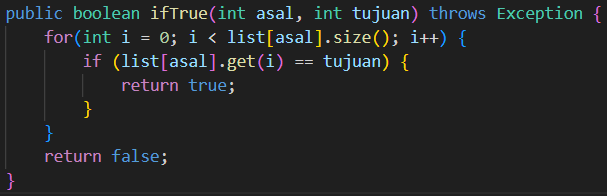 public boolean ifTrue(int asal, int tujuan) throws Exception {
    for(int i = 0; i < list[asal].size(); i++) {
        if (list[asal].get(i) == tujuan) {
            return true;
        }
    }
    return false;
}